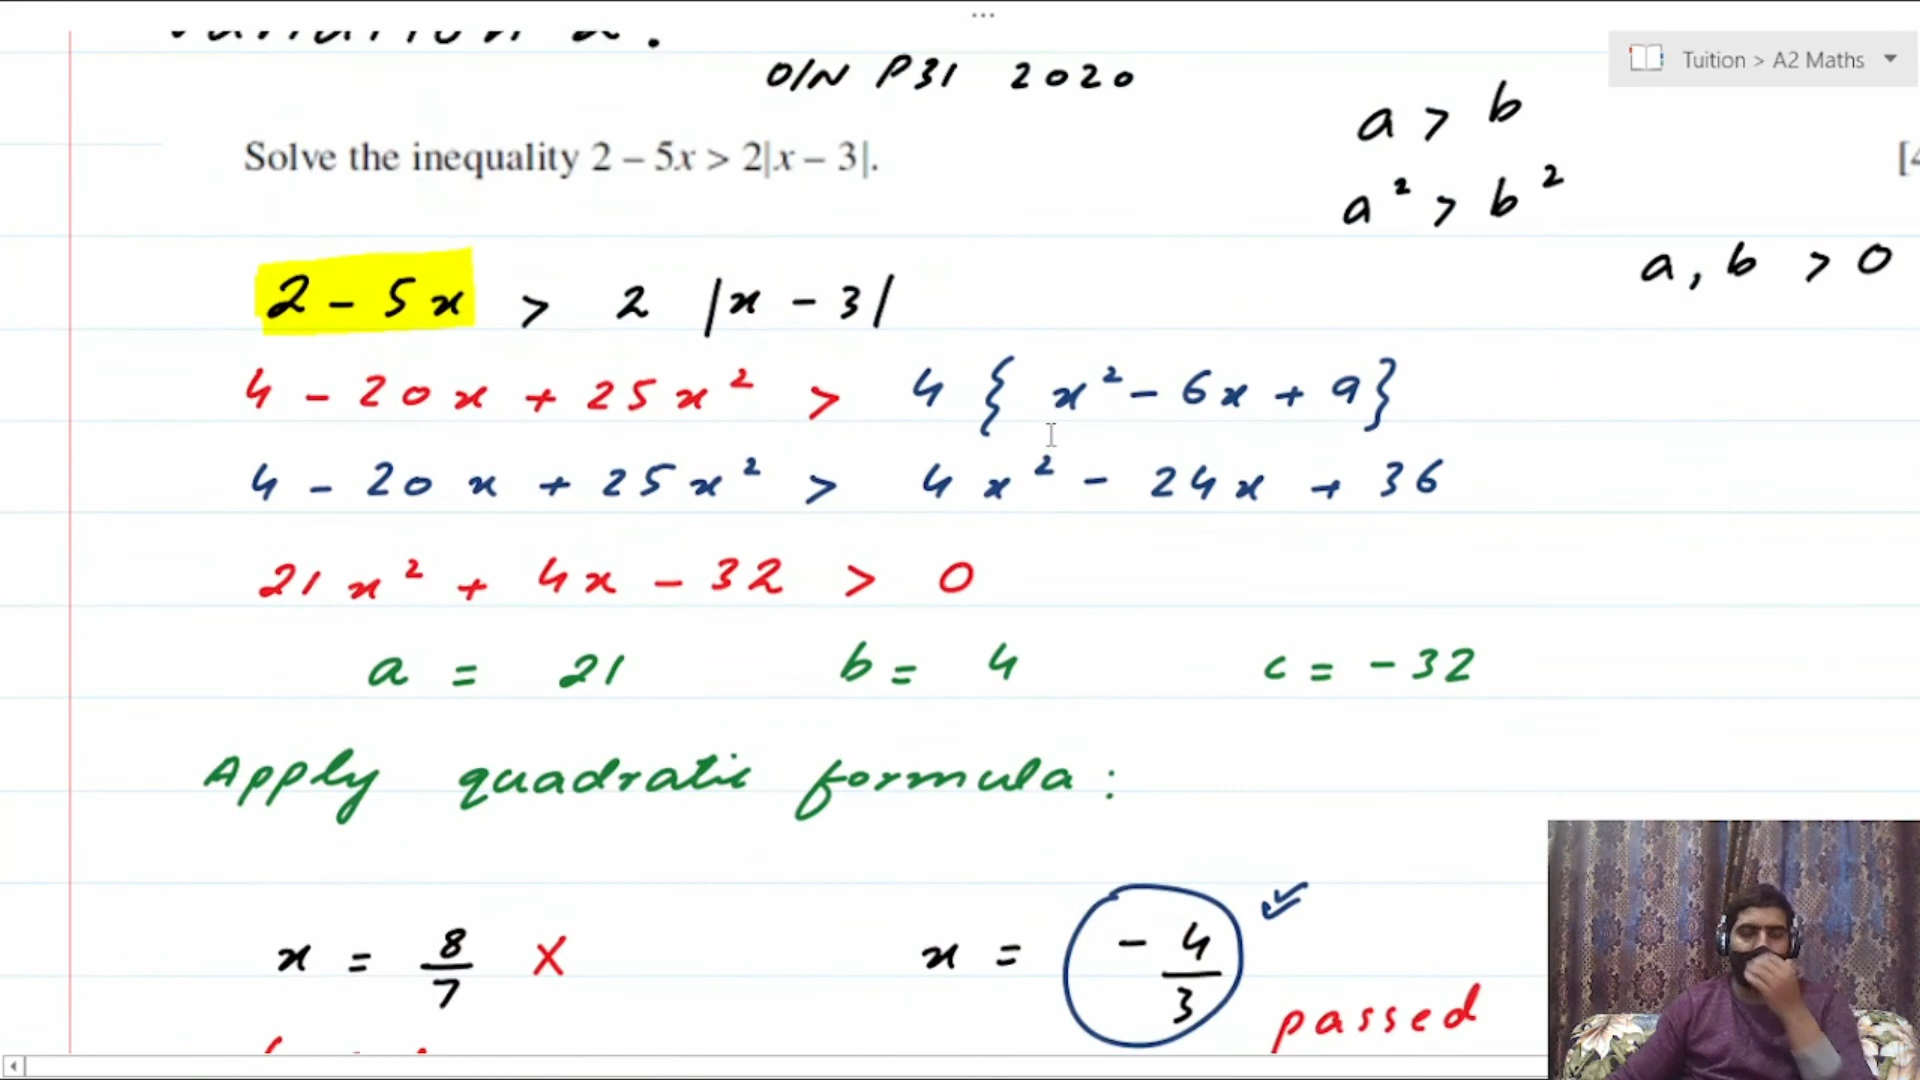 O/N P31 2020
Tuition > A2 Maths
Solve the inequality 2 – 5x > 2|x – 3|.
a > b
a² > b²
a, b > 0
2 - 5x > 2 |x - 3|
4 - 20x + 25x² > 4 { x² - 6x + 9}
4 - 20x + 25x² > 4x² - 24x + 36
21x² + 4x - 32 > 0
a = 21 b = 4 c = -32
Apply quadratic formula :
x = 8/7 X x = -4/3 ✓
passed